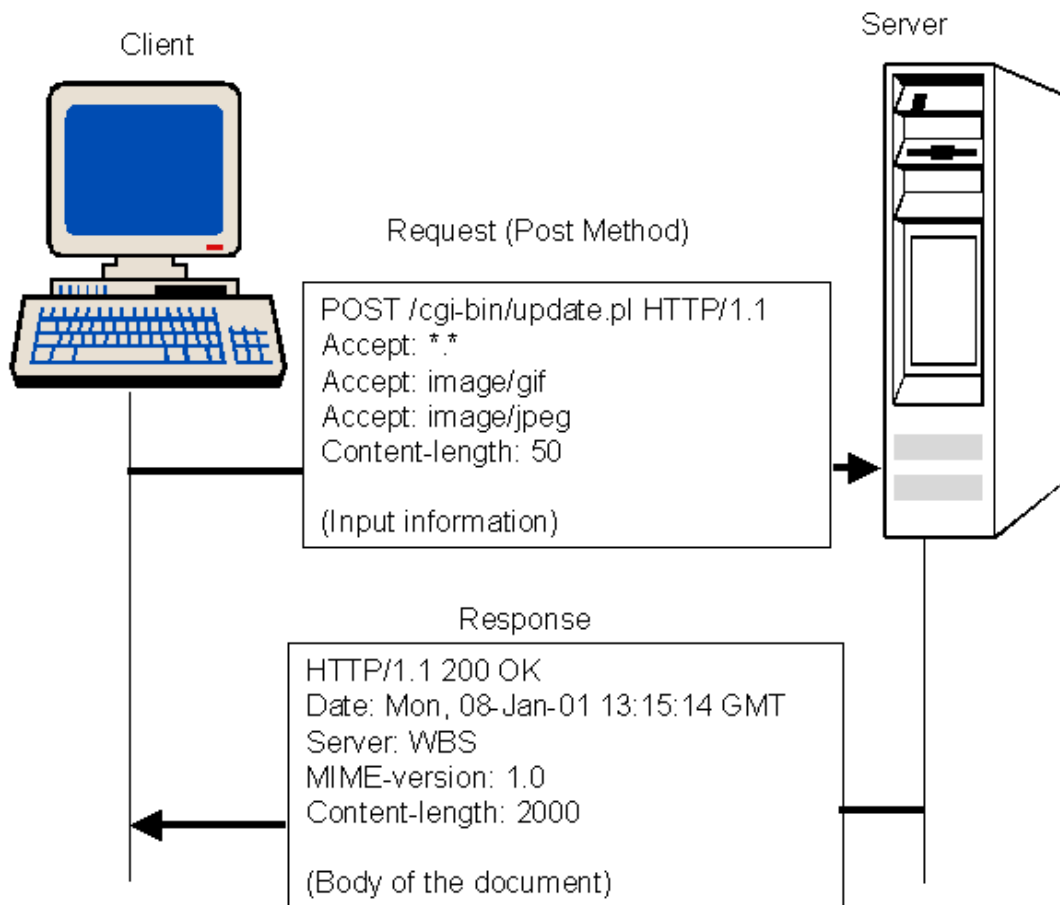 Client
Server
Request (Post Method)
POST /cgi-bin/update.pl HTTP/1.1
Accept: *.*
Accept: image/gif
Accept: image/jpeg
Content-length: 50
(Input information)
Response
HTTP/1.1 200 OK
Date: Mon, 08-Jan-01 13:15:14 GMT
Server: WBS
MIME-version: 1.0
Content-length: 2000
(Body of the document)